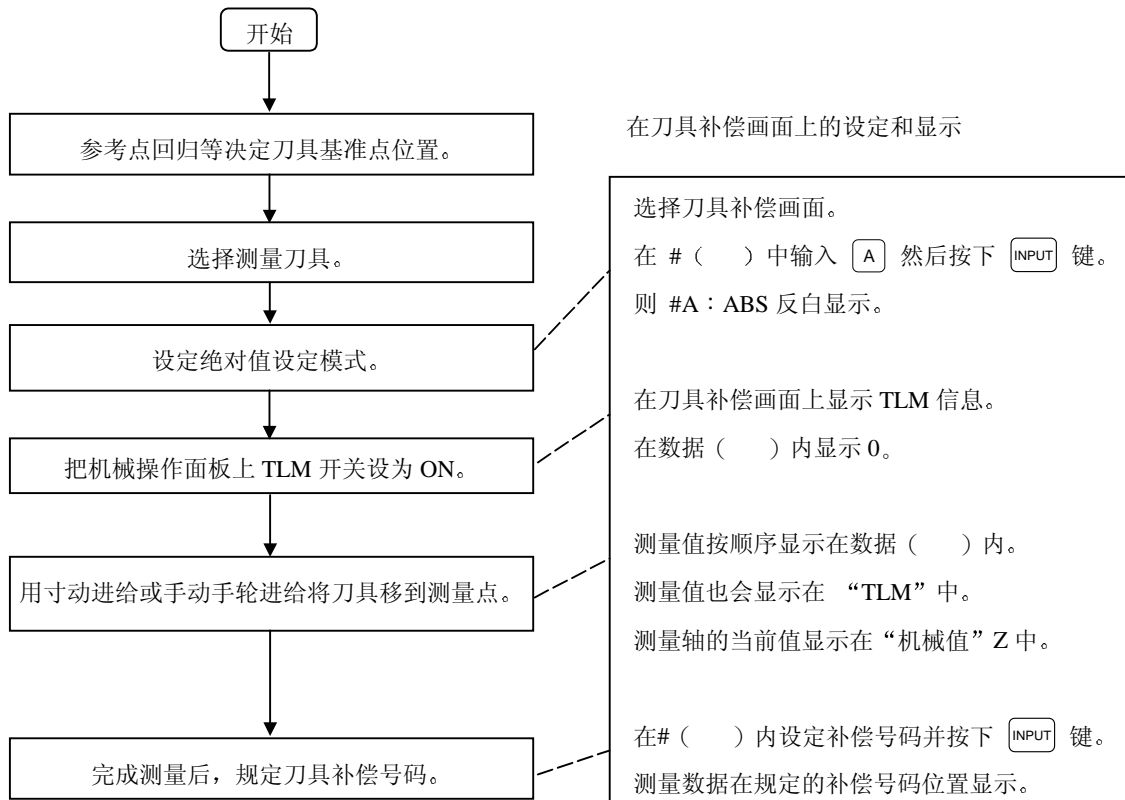 开始
参考点回归等决定刀具基准点位置。
选择测量刀具。
设定绝对值设定模式。
把机械操作面板上 TLM 开关设为 ON。
用寸动进给或手动手轮进给将刀具移到测量点。
完成测量后，规定刀具补偿号码。
在刀具补偿画面上的设定和显示
选择刀具补偿画面。
在 #（  ）中输入 A 然后按下 INPUT 键。
则 #A：ABS 反白显示。
在刀具补偿画面上显示 TLM 信息。
在数据（  ）内显示 0。
测量值按顺序显示在数据（  ）内。
测量值也会显示在 “TLM”中。
测量轴的当前值显示在“机械值”Z 中。
在#（  ）内设定补偿号码并按下 INPUT 键。
测量数据在规定的补偿号码位置显示。